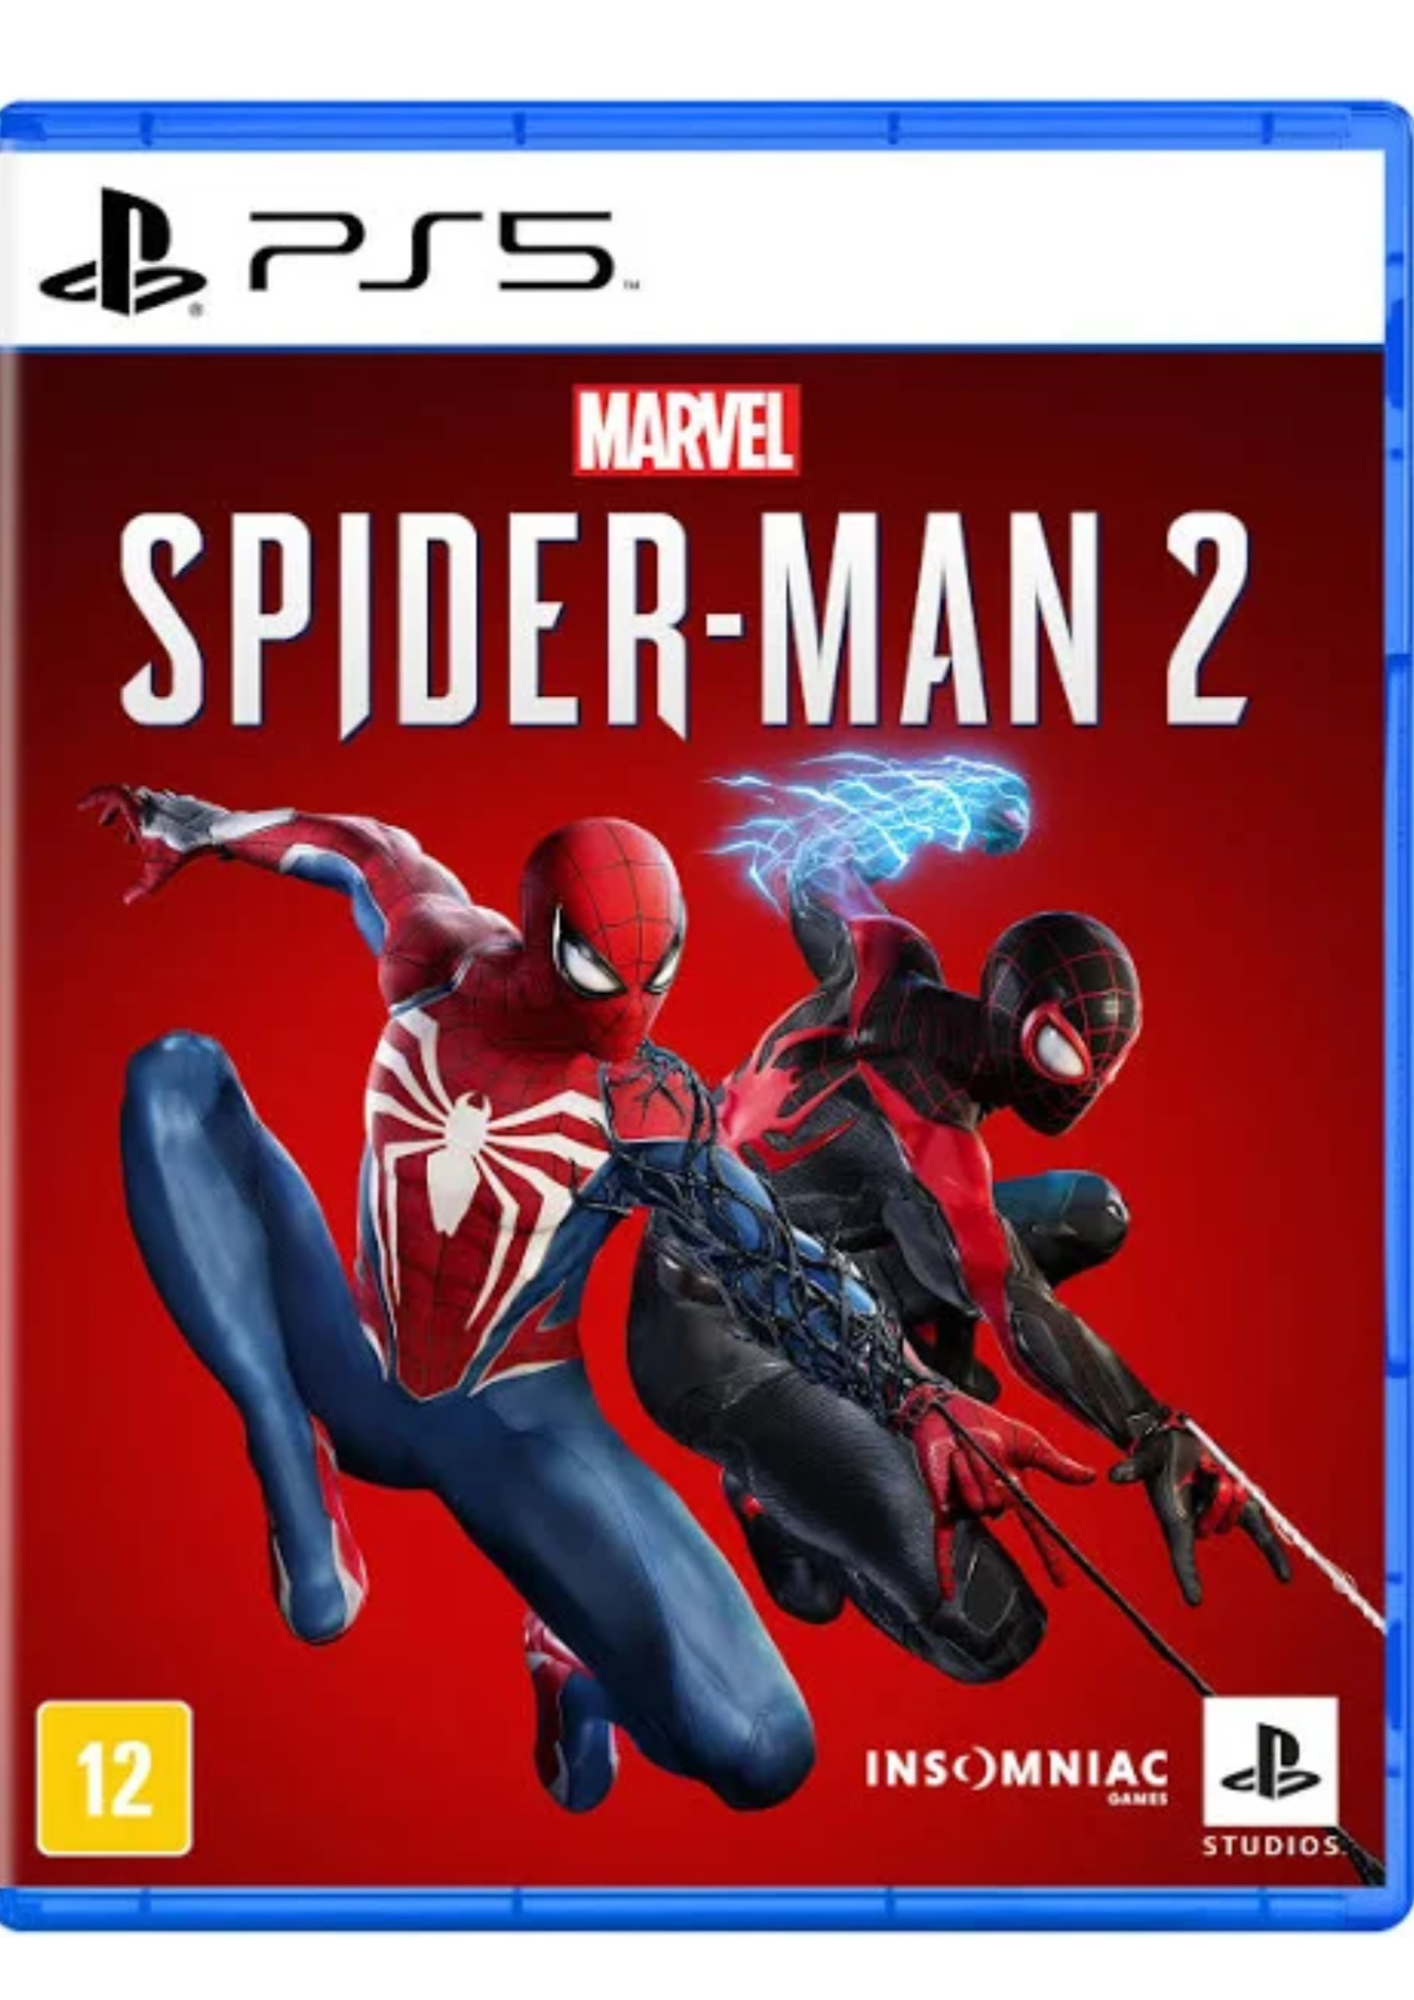 PS5
MARVEL
SPIDER-MAN 2
12
INSOMNIAC
GAMES
STUDIOS